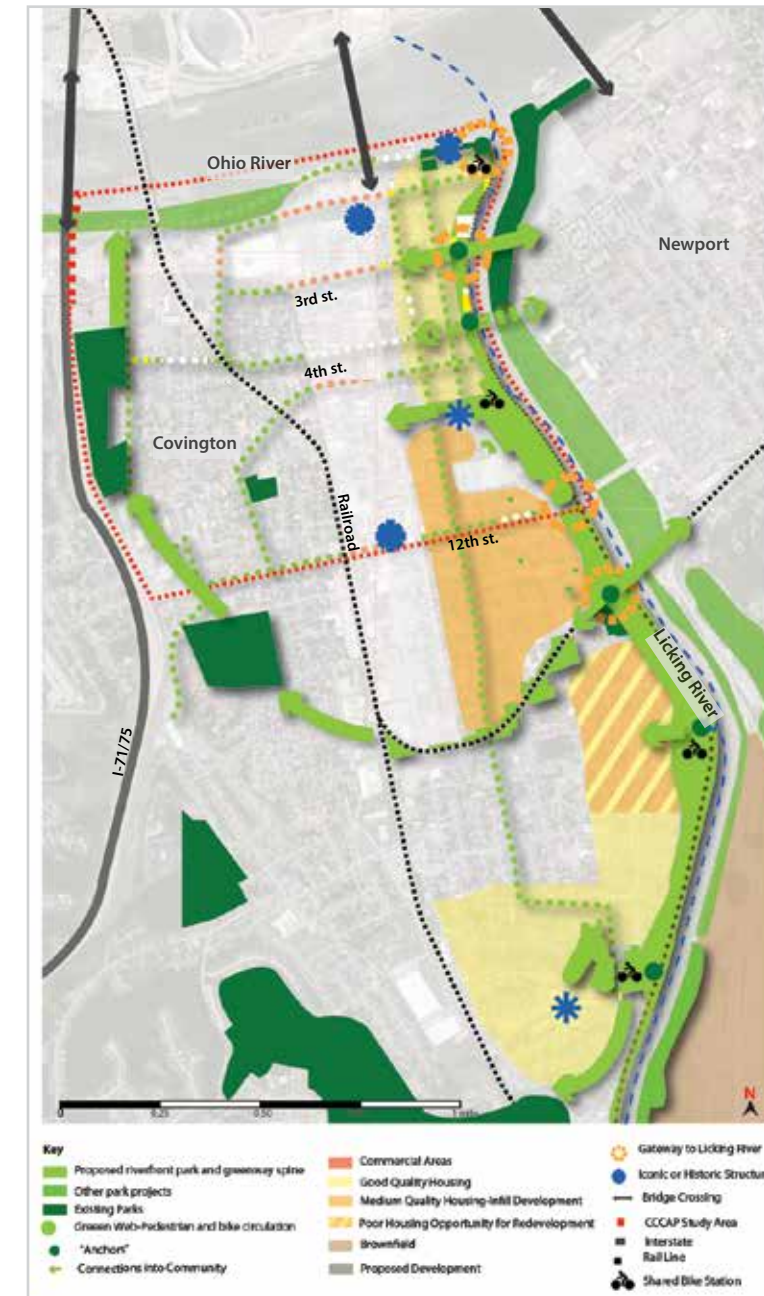 Ohio River
Newport
3rd st.
4th st.
Covington
Railroad
12th st.
Licking River
I-71/75
N
0 0.25 0.50 1 mile
Key
Proposed riverfront park and greenway spine
Other park projects
Existing Parks
Green Web-Pedestrian and bike circulation
"Anchors"
Connections into Community
Commercial Areas
Good Quality Housing
Medium Quality Housing-Infill Development
Poor Housing Opportunity for Redevelopment
Brownfield
Proposed Development
Gateway to Licking River
Iconic or Historic Structur
Bridge Crossing
CCCAP Study Area
Interstate
Rail Line
Shared Bike Station